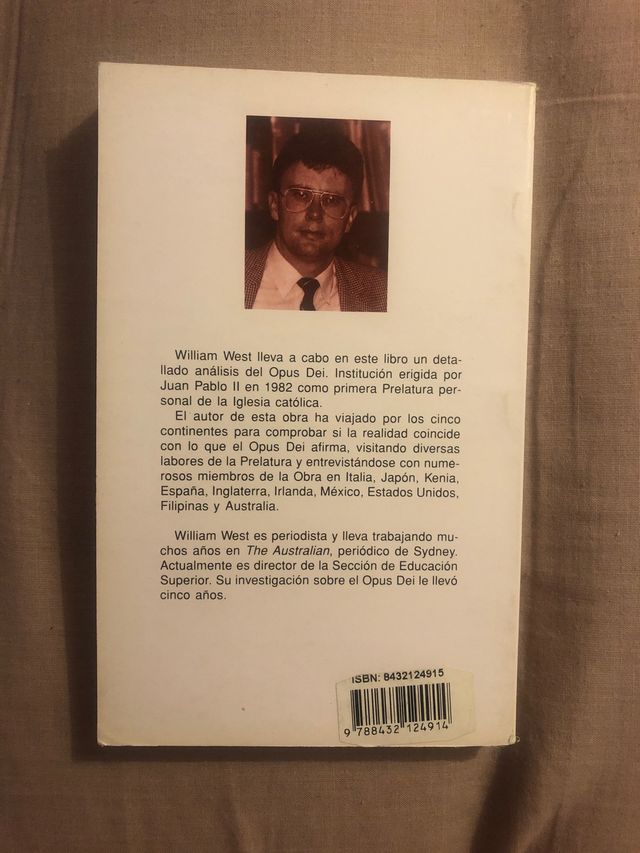 William West lleva a cabo en este libro un deta-
llado análisis del Opus Dei. Institución erigida por
Juan Pablo II en 1982 como primera Prelatura per-
sonal de la Iglesia católica.
El autor de esta obra ha viajado por los cinco
continentes para comprobar si la realidad coincide
con lo que el Opus Dei afirma, visitando diversas
labores de la Prelatura y entrevistándose con nume-
rosos miembros de la Obra en Italia, Japón, Kenia,
España, Inglaterra, Irlanda, México, Estados Unidos,
Filipinas y Australia.
William West es periodista y lleva trabajando mu-
chos años en The Australian, periódico de Sydney.
Actualmente es director de la Sección de Educación
Superior. Su investigación sobre el Opus Dei le llevó
cinco años.
ISBN: 8432124915
9 788432 124914